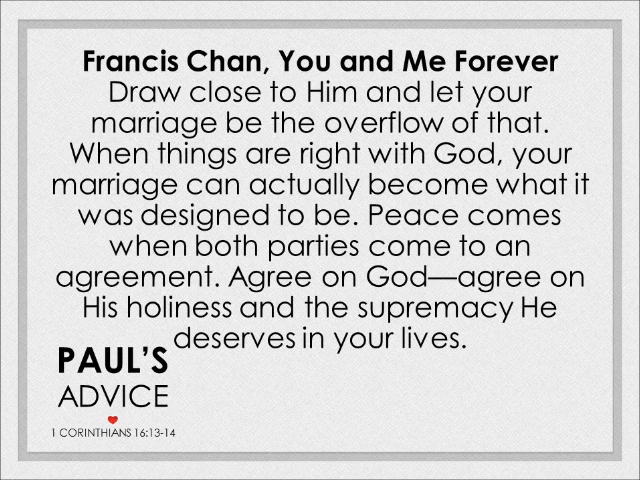 Francis Chan, You and Me Forever
Draw close to Him and let your
marriage be the overflow of that.
When things are right with God, your
marriage can actually become what it
was designed to be. Peace comes
when both parties come to an
agreement. Agree on God—agree on
His holiness and the supremacy He
deserves in your lives.
PAUL'S
ADVICE
1 CORINTHIANS 16:13-14